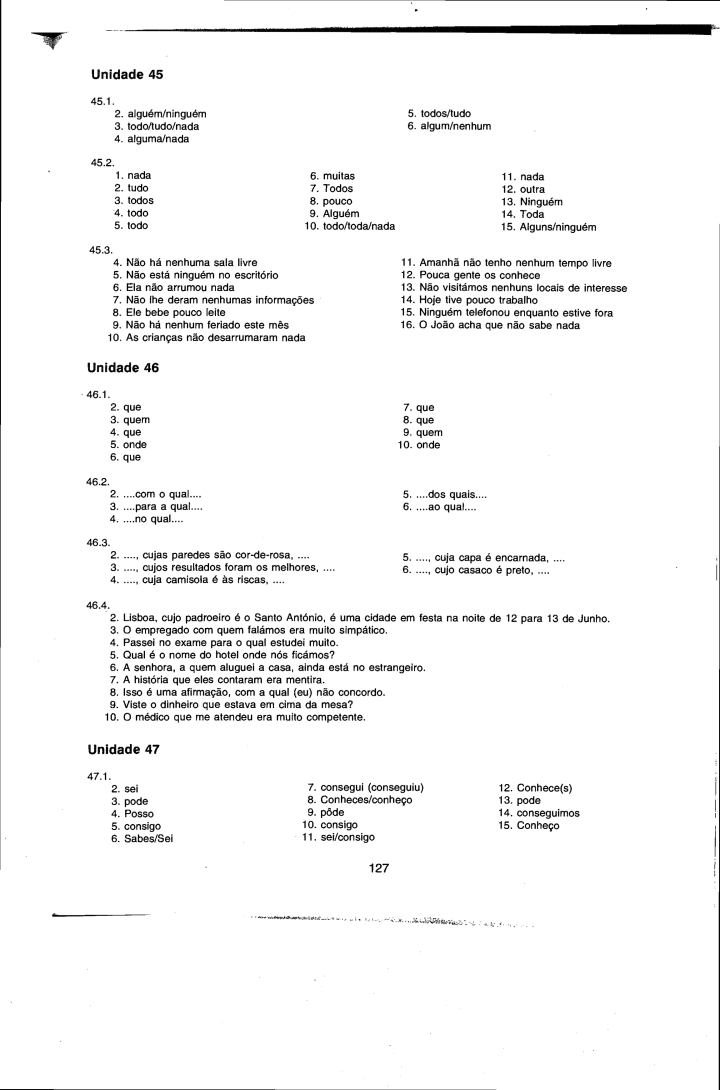 Unidade 45
45.1.
2. alguém/ninguém
3. todo/tudo/nada
4. alguma/nada
5. todos/tudo
6. algum/nenhum
45.2.
1. nada
2. tudo
3. todos
4. todo
5. todo
6. muitas
7. Todos
8. pouco
9. Alguém
10. todo/toda/nada
11. nada
12. outra
13. Ninguém
14. Toda
15. Alguns/ninguém
45.3.
4. Não há nenhuma sala livre
5. Não está ninguém no escritório
6. Ela não arrumou nada
7. Não lhe deram nenhumas informações
8. Ele bebe pouco leite
9. Não há nenhum feriado este mês
10. As crianças não desarrumaram nada
11. Amanhã não tenho nenhum tempo livre
12. Pouca gente os conhece
13. Não visitámos nenhuns locais de interesse
14. Hoje tive pouco trabalho
15. Ninguém telefonou enquanto estive fora
16. O João acha que não sabe nada
Unidade 46
46.1.
2. que
3. quem
4. que
5. onde
6. que
7. que
8. que
9. quem
10. onde
46.2.
2. ....com o qual....
3. ....para a qual....
4. ....no qual....
5. ....dos quais....
6. ....ao qual....
46.3.
2. ...., cujas paredes são cor-de-rosa, ....
3. ...., cujos resultados foram os melhores, ....
4. ...., cuja camisola é às riscas, ....
5. ...., cuja capa é encarnada, ....
6. ...., cujo casaco é preto, ....
46.4.
2. Lisboa, cujo padroeiro é o Santo António, é uma cidade em festa na noite de 12 para 13 de Junho.
3. O empregado com quem falámos era muito simpático.
4. Passei no exame para o qual estudei muito.
5. Qual é o nome do hotel onde nós ficámos?
6. A senhora, a quem aluguei a casa, ainda está no estrangeiro.
7. A história que eles contaram era mentira.
8. Isso é uma afirmação, com a qual (eu) não concordo.
9. Viste o dinheiro que estava em cima da mesa?
10. O médico que me atendeu era muito competente.
Unidade 47
47.1.
2. sei
3. pode
4. Posso
5. consigo
6. Sabes/Sei
7. consegui (conseguiu)
8. Conheces/conheço
9. pôde
10. consigo
11. sei/consigo
12. Conhece(s)
13. pode
14. conseguimos
15. Conheço
127